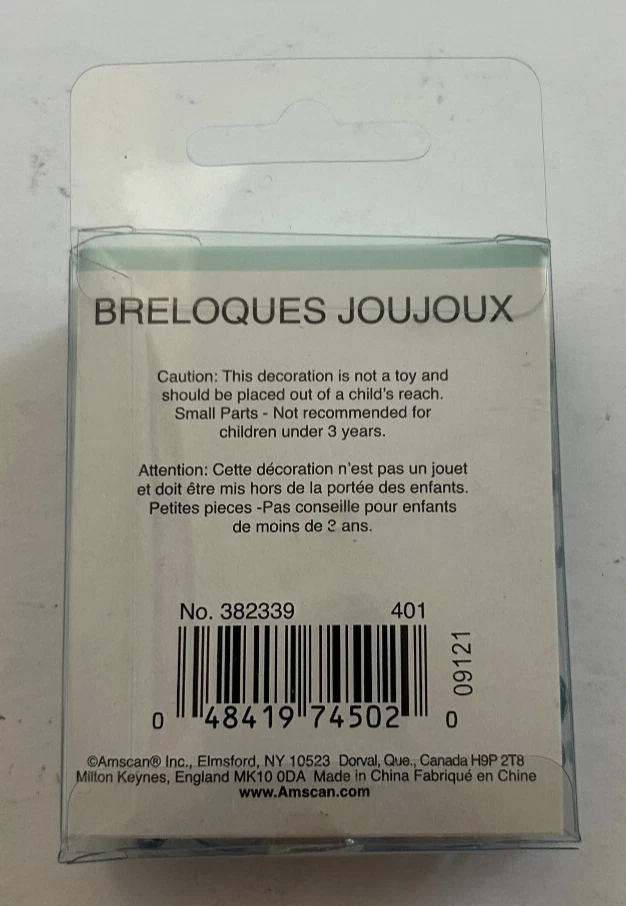 BRELOQUES JOUJOUX
Caution: This decoration is not a toy and
should be placed out of a child's reach.
Small Parts - Not recommended for
children under 3 years.
Attention: Cette décoration n'est pas un jouet
et doit être mis hors de la portée des enfants.
Petites pieces -Pas conseille pour enfants
de moins de 3 ans.
No. 382339 401
09121
0 48419 74502 0
©Amscan® Inc., Elmsford, NY 10523 Dorval, Que., Canada H9P 2T8
Milton Keynes, England MK10 0DA Made in China Fabriqué en Chine
www.Amscan.com